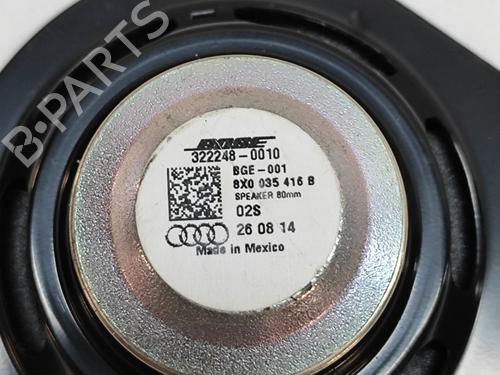 BOSE
322248-0010
BGE-001
8X0 035 416 B
SPEAKER 80mm
02S
26 08 14
Made in Mexico
B-PARTS